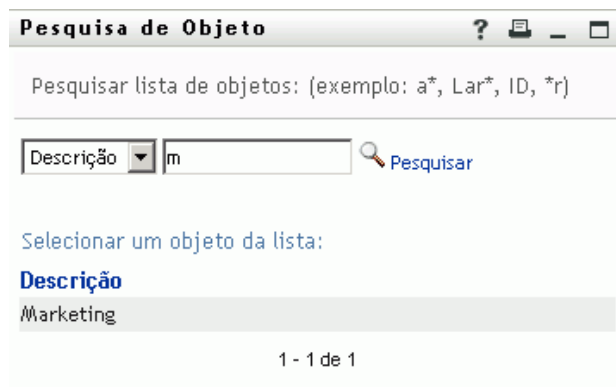 Pesquisa de Objeto ?
Pesquisar lista de objetos: (exemplo: a*, Lar*, ID, *r)
Descrição m Pesquisar
Selecionar um objeto da lista:
Descrição
Marketing
1 - 1 de 1